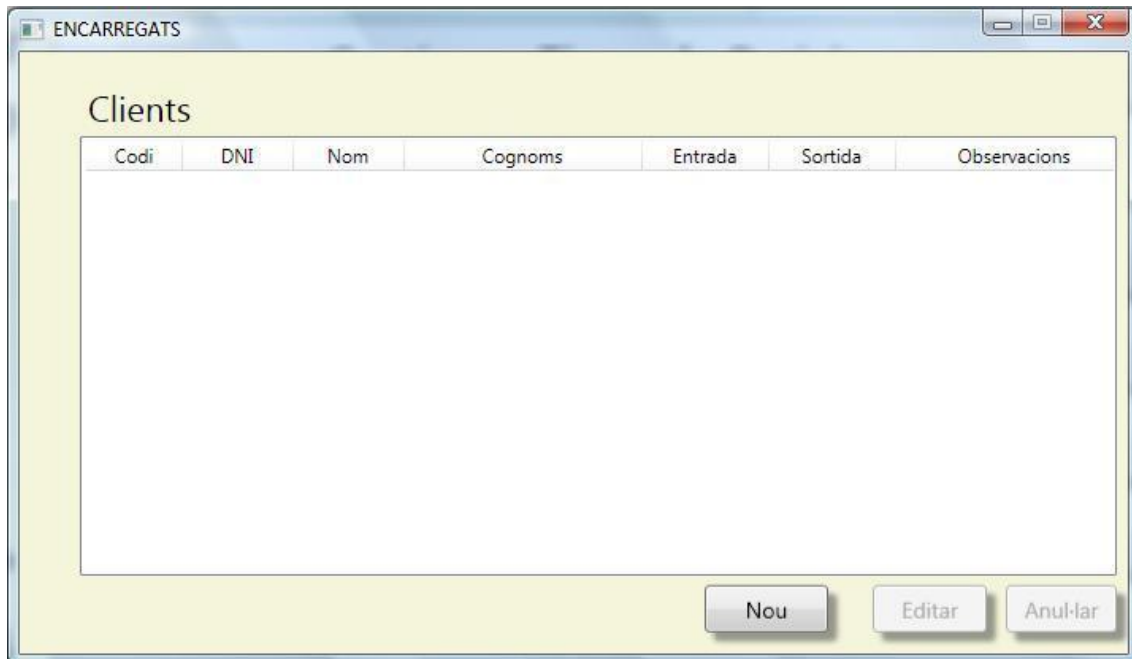 ENCARREGATS
Clients
Codi DNI Nom Cognoms Entrada Sortida Observacions
Nou Editar Anul·lar